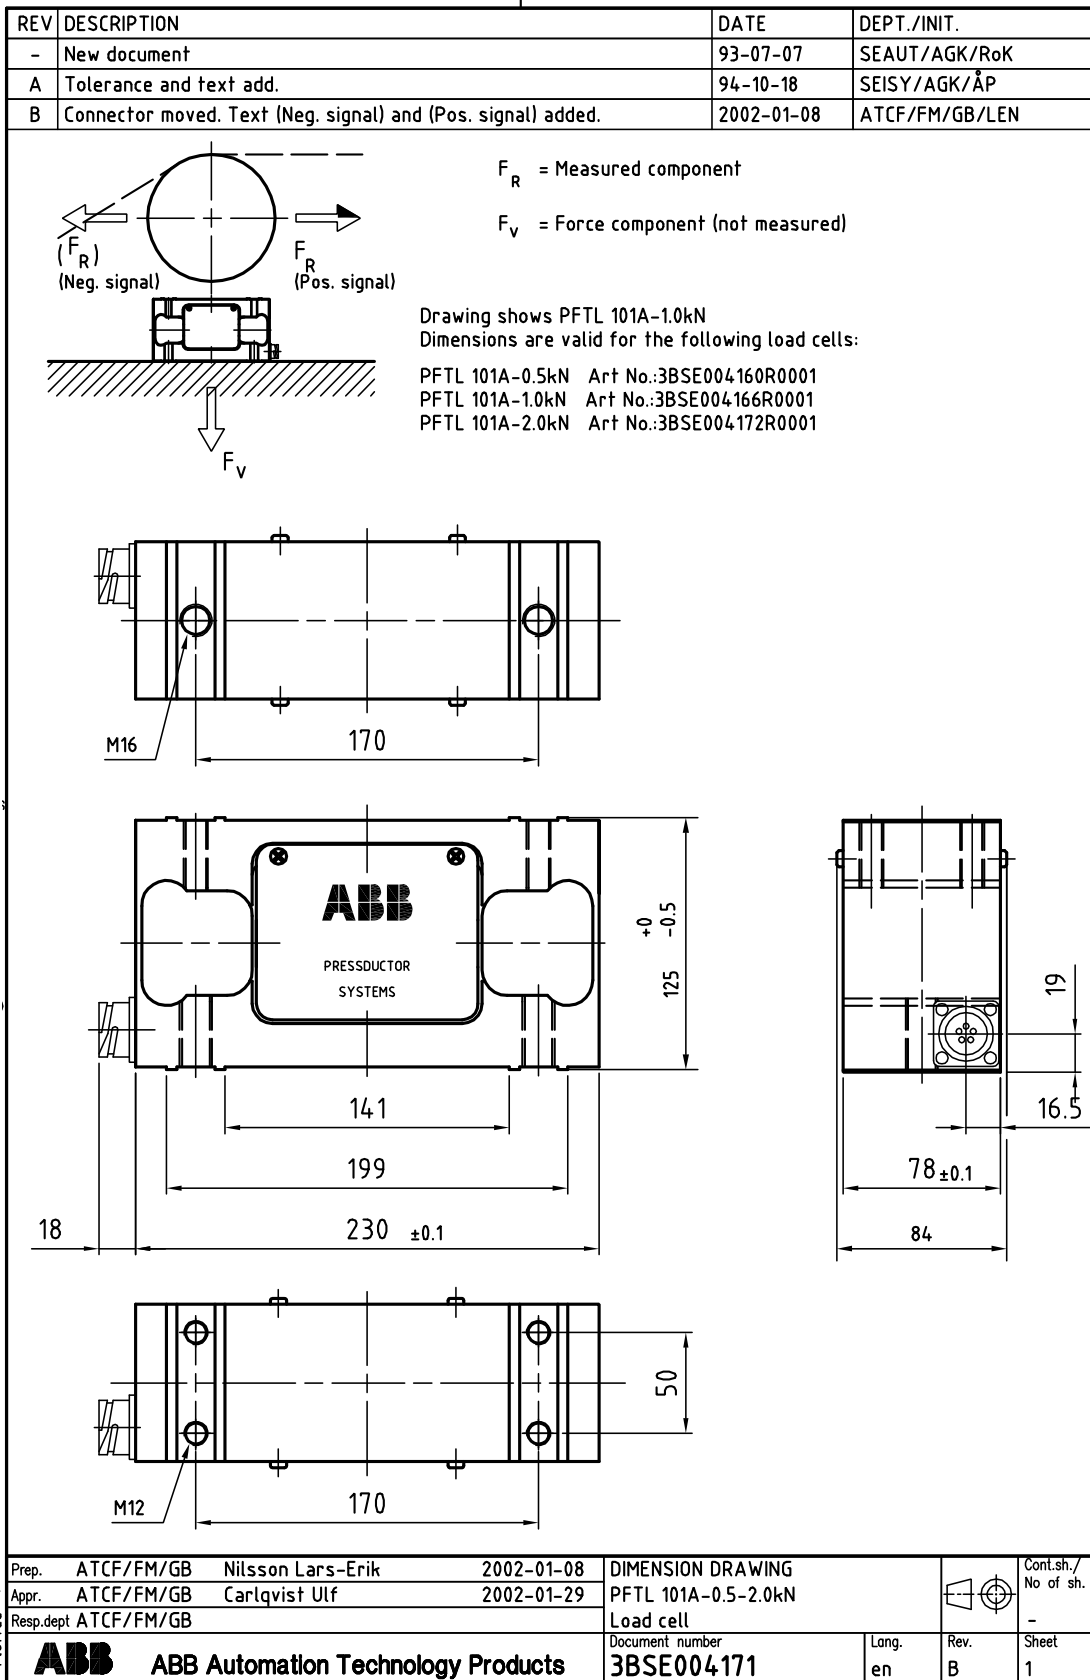 REV DESCRIPTION DATE DEPT./INIT.
- New document 93-07-07 SEAUT/AGK/RoK
A Tolerance and text add. 94-10-18 SEISY/AGK/ÅP
B Connector moved. Text (Neg. signal) and (Pos. signal) added. 2002-01-08 ATCF/FM/GB/LEN
F_R = Measured component
F_V = Force component (not measured)
(F_R)
(Neg. signal)
F_R
(Pos. signal)
Drawing shows PFTL 101A-1.0kN
Dimensions are valid for the following load cells:
PFTL 101A-0.5kN Art No.:3BSE004160R0001
PFTL 101A-1.0kN Art No.:3BSE004166R0001
PFTL 101A-2.0kN Art No.:3BSE004172R0001
F_V
M16
170
ABB
PRESSDUCTOR
SYSTEMS
125 +0 -0.5
19
141
16.5
199
78 ±0.1
18
230 ±0.1
84
50
M12
170
Prep. ATCF/FM/GB Nilsson Lars-Erik 2002-01-08
Appr. ATCF/FM/GB Carlqvist Ulf 2002-01-29
Resp.dept ATCF/FM/GB
DIMENSION DRAWING
PFTL 101A-0.5-2.0kN
Load cell
Cont.sh./
No of sh.
-
ABB ABB Automation Technology Products
Document number
3BSE004171
Lang.
en
Rev.
B
Sheet
1